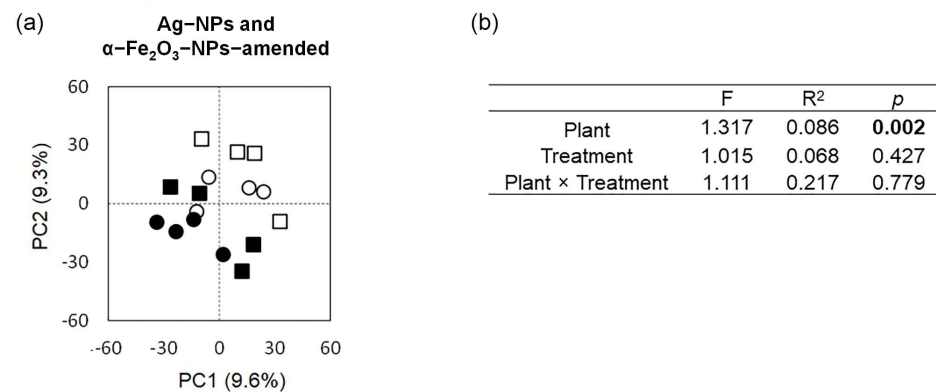 (a)
Ag−NPs and
α−Fe₂O₃−NPs−amended
60
30
0
-30
-60
PC2 (9.3%)
-60 -30 0 30 60
PC1 (9.6%)
(b)
F R² p
Plant 1.317 0.086 0.002
Treatment 1.015 0.068 0.427
Plant × Treatment 1.111 0.217 0.779